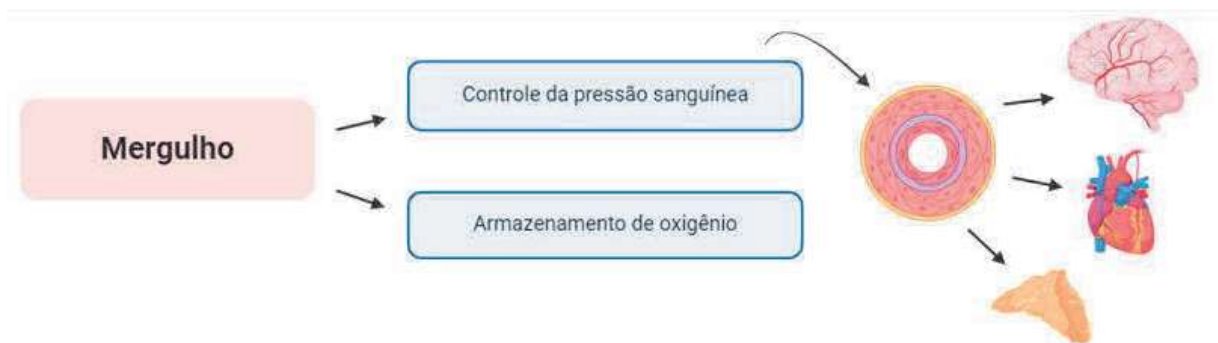 Mergulho
Controle da pressão sanguínea
Armazenamento de oxigênio